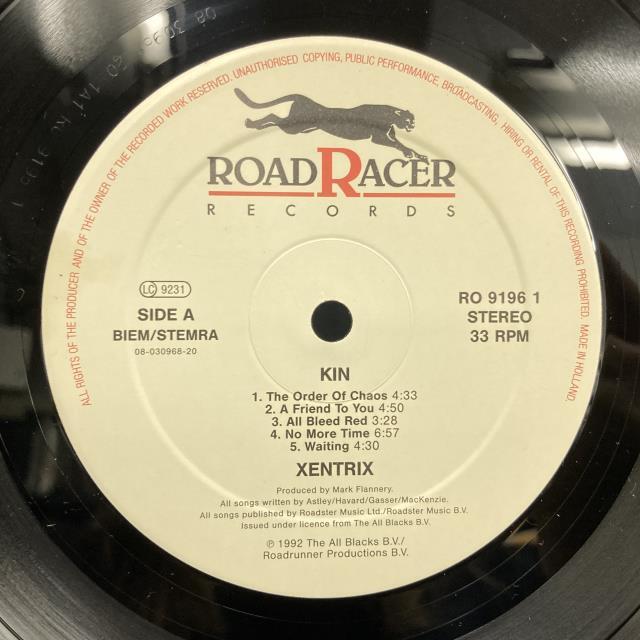 ALL RIGHTS OF THE PRODUCER AND OF THE OWNER OF THE RECORDED WORK RESERVED. UNAUTHORISED COPYING, PUBLIC PERFORMANCE, BROADCASTING, HIRING OR RENTAL OF THIS RECORDING PROHIBITED. MADE IN HOLLAND.
ROADRACER
RECORDS
LC 9231
SIDE A
BIEM/STEMRA
08-030968-20
RO 9196 1
STEREO
33 RPM
KIN
1. The Order Of Chaos 4:33
2. A Friend To You 4:50
3. All Bleed Red 3:28
4. No More Time 6:57
5. Waiting 4:30
XENTRIX
Produced by Mark Flannery.
All songs written by Astley/Havard/Gasser/MacKenzie.
All songs published by Roadster Music Ltd./Roadster Music B.V.
Issued under licence from The All Blacks B.V.
℗ 1992 The All Blacks B.V./
Roadrunner Productions B.V.